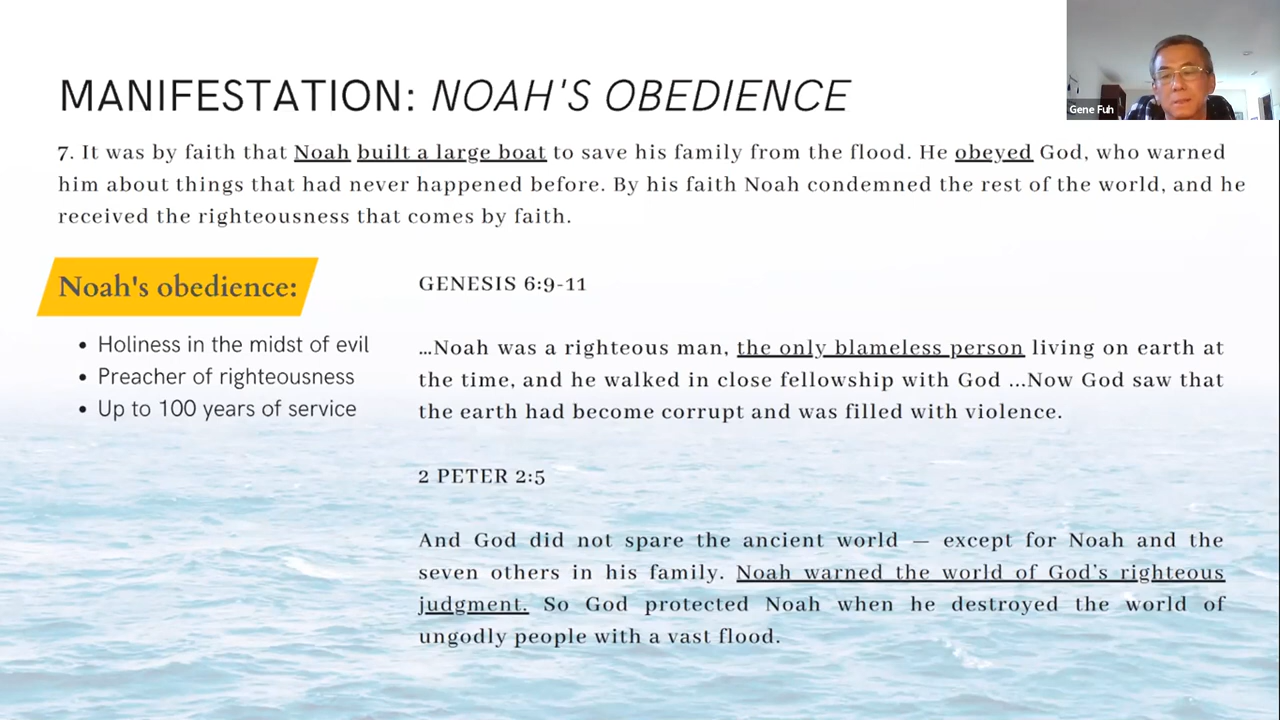 MANIFESTATION: NOAH'S OBEDIENCE
Gene Fuh
7. It was by faith that Noah built a large boat to save his family from the flood. He obeyed God, who warned
him about things that had never happened before. By his faith Noah condemned the rest of the world, and he
received the righteousness that comes by faith.
Noah's obedience:
• Holiness in the midst of evil
• Preacher of righteousness
• Up to 100 years of service
GENESIS 6:9-11
...Noah was a righteous man, the only blameless person living on earth at
the time, and he walked in close fellowship with God ...Now God saw that
the earth had become corrupt and was filled with violence.
2 PETER 2:5
And God did not spare the ancient world — except for Noah and the
seven others in his family. Noah warned the world of God's righteous
judgment. So God protected Noah when he destroyed the world of
ungodly people with a vast flood.